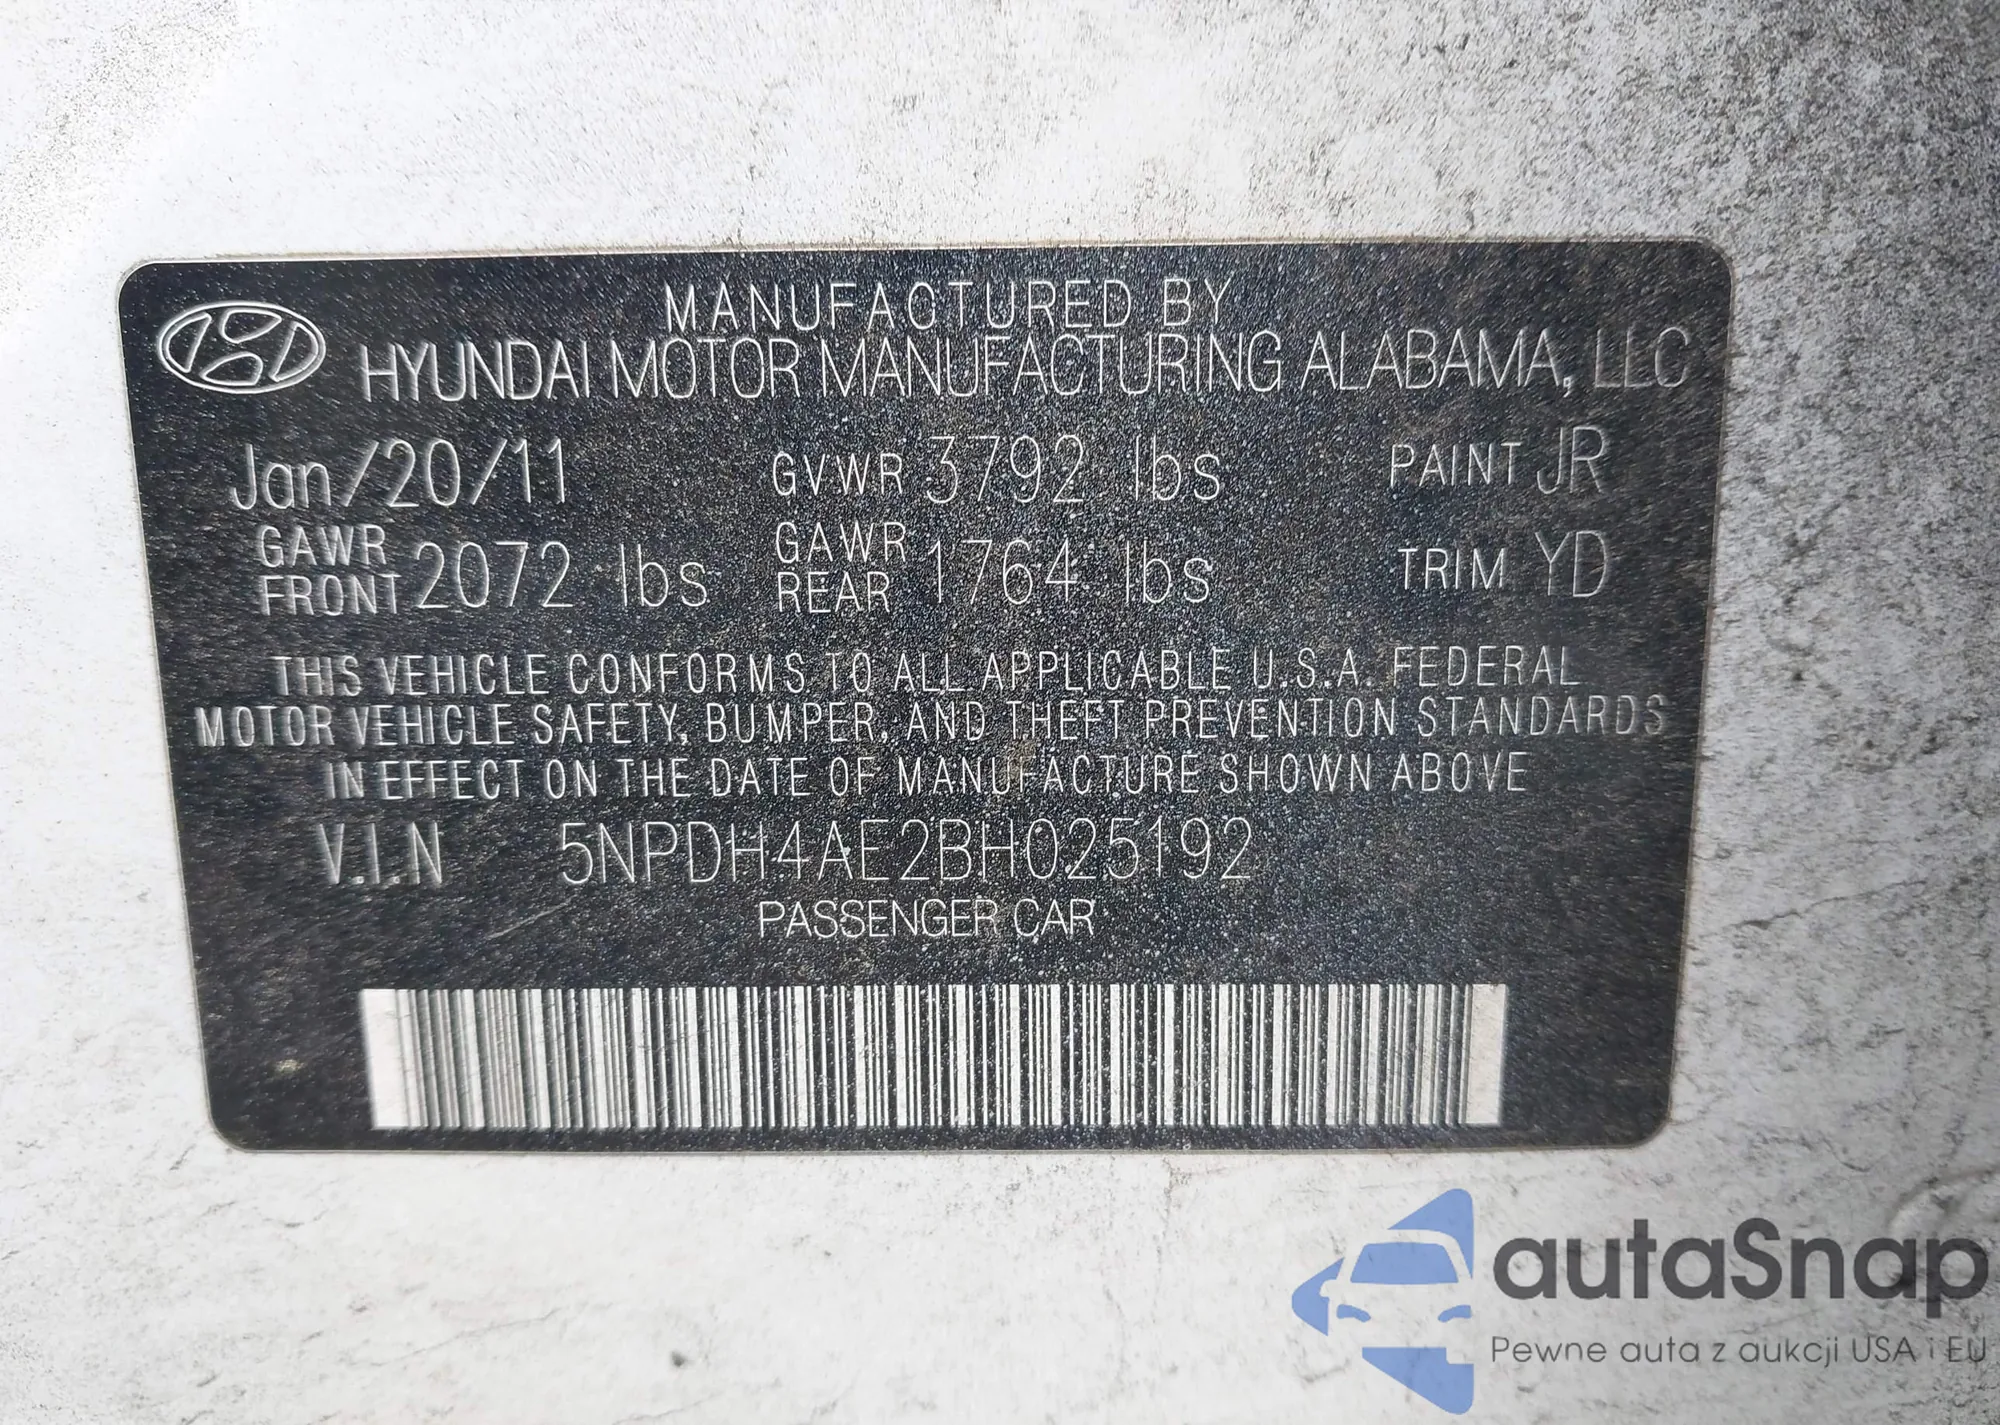 MANUFACTURED BY
HYUNDAI MOTOR MANUFACTURING ALABAMA, LLC
Jan/20/11 GVWR 3792 lbs PAINT JR
GAWR FRONT 2072 lbs GAWR REAR 1764 lbs TRIM YD
THIS VEHICLE CONFORMS TO ALL APPLICABLE U.S.A. FEDERAL
MOTOR VEHICLE SAFETY, BUMPER, AND THEFT PREVENTION STANDARDS
IN EFFECT ON THE DATE OF MANUFACTURE SHOWN ABOVE
V.I.N 5NPDH4AE2BH025192
PASSENGER CAR
autaSnap
Pewne auta z aukcji USA i EU